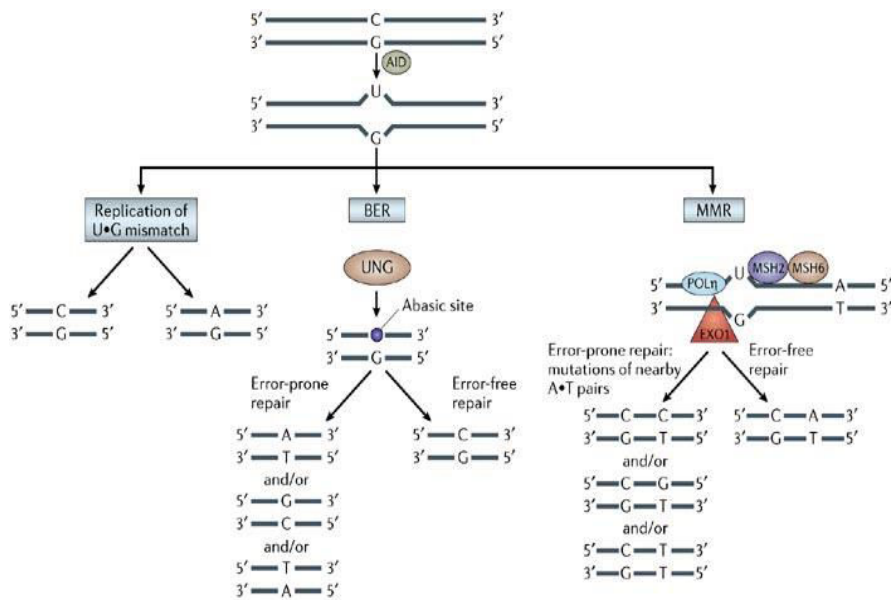 5′ C 3′
3′ G 5′
AID
U
5′ 3′
3′ 5′
G
Replication of
U•G mismatch
BER
MMR
UNG
Abasic site
5′ C 3′
3′ G 5′
5′ A 3′
3′ G 5′
5′ 3′
3′ G 5′
Error-prone
repair
Error-free
repair
5′ A 3′
3′ T 5′
and/or
5′ G 3′
3′ C 5′
and/or
5′ T 3′
3′ A 5′
5′ C 3′
3′ G 5′
POLη U MSH2 MSH6
5′ A 5′
3′ G T 3′
EXO1
Error-prone repair:
mutations of nearby
A•T pairs
Error-free
repair
5′ C C 3′
3′ G T 5′
and/or
5′ C G 5′
3′ G T 3′
and/or
5′ C T 3′
3′ G T 5′
5′ C A 3′
3′ G T 5′